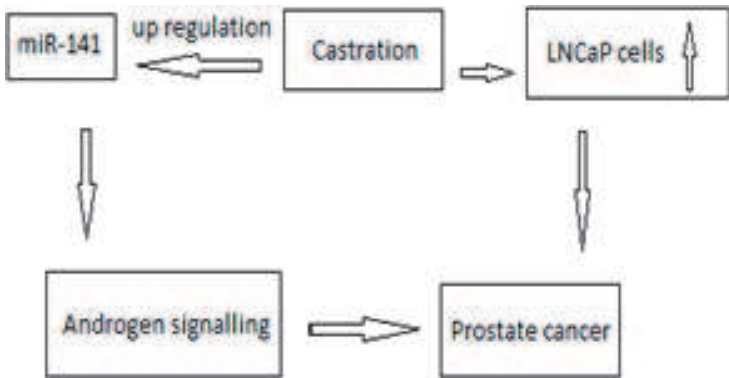 miR-141
up regulation
Castration
LNCaP cells
Androgen signalling
Prostate cancer